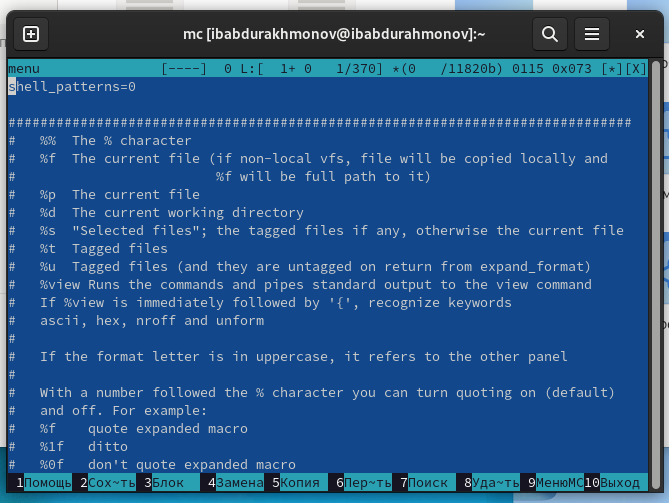 mc [ibabdurakhmonov@ibabdurahmonov]:~
menu [----] 0 L:[ 1+ 0 1/370] *(0 /11820b) 0115 0x073 [*][X]
shell_patterns=0
##############################################################################
# %% The % character
# %f The current file (if non-local vfs, file will be copied locally and
# %f will be full path to it)
# %p The current file
# %d The current working directory
# %s "Selected files"; the tagged files if any, otherwise the current file
# %t Tagged files
# %u Tagged files (and they are untagged on return from expand_format)
# %view Runs the commands and pipes standard output to the view command
# If %view is immediately followed by '{', recognize keywords
# ascii, hex, nroff and unform
#
# If the format letter is in uppercase, it refers to the other panel
#
# With a number followed the % character you can turn quoting on (default)
# and off. For example:
# %f quote expanded macro
# %1f ditto
# %0f don't quote expanded macro
1Помощь 2Сох~ть 3Блок 4Замена 5Копия 6Пер~ть 7Поиск 8Уда~ть 9МенюMC 10Выход